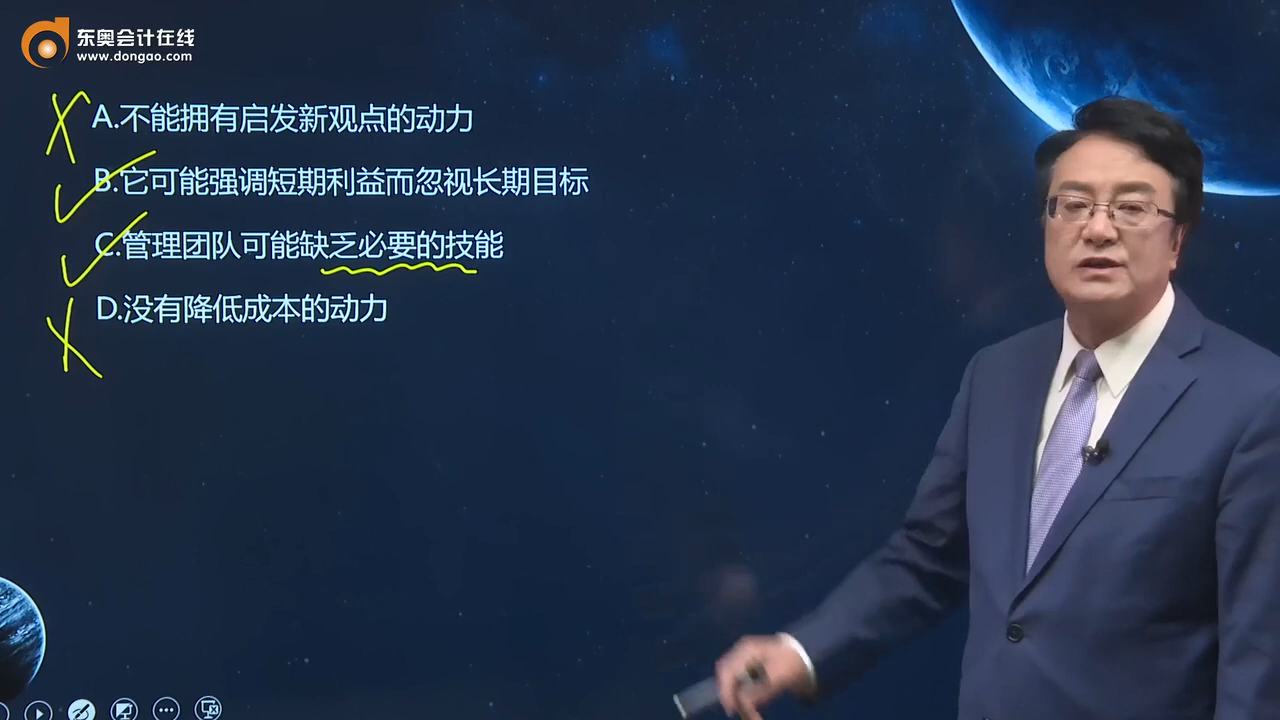 东奥会计在线
www.dongao.com
A.不能拥有启发新观点的动力
B.它可能强调短期利益而忽视长期目标
C.管理团队可能缺乏必要的技能
D.没有降低成本的动力